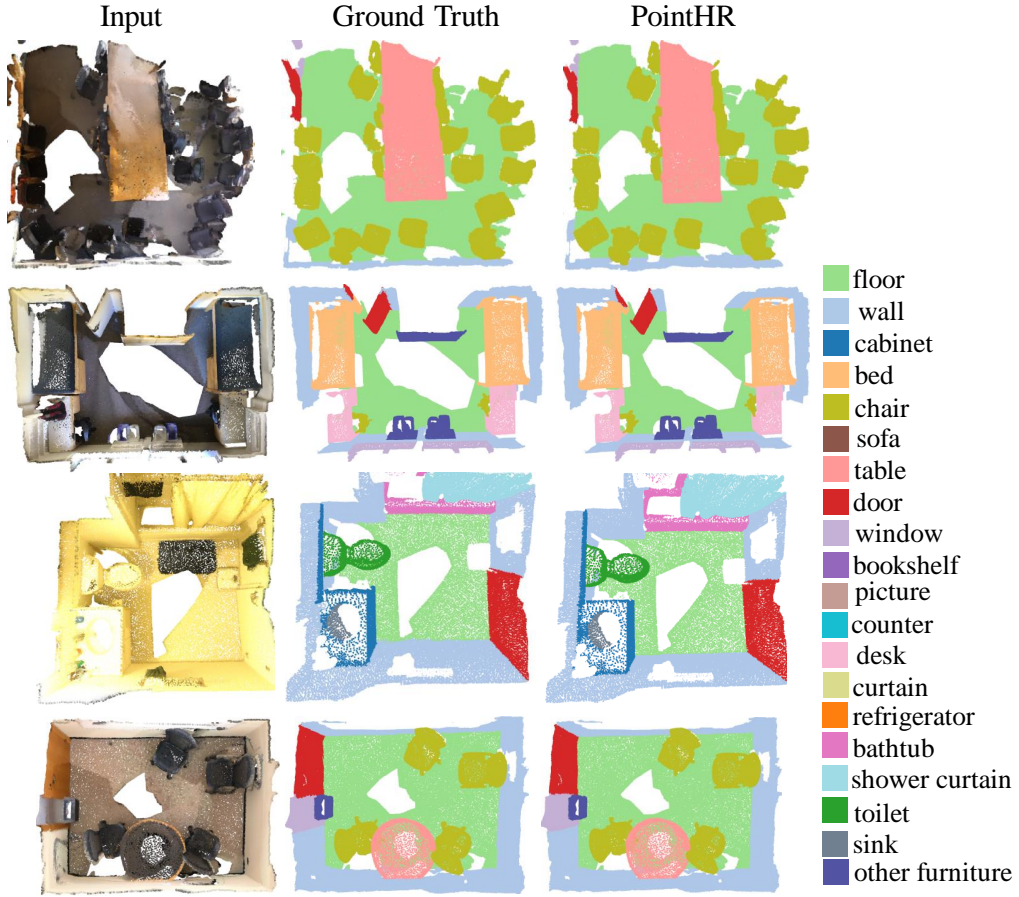 Input Ground Truth PointHR
floor
wall
cabinet
bed
chair
sofa
table
door
window
bookshelf
picture
counter
desk
curtain
refrigerator
bathtub
shower curtain
toilet
sink
other furniture